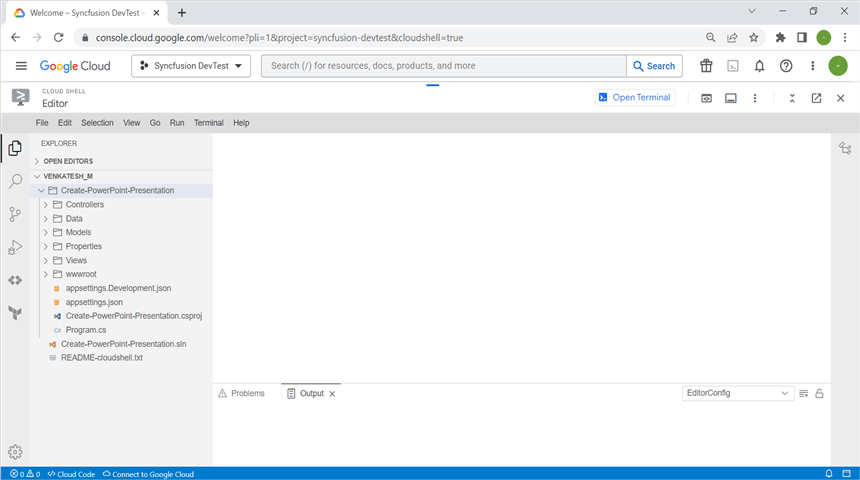 Welcome – Syncfusion DevTest –
console.cloud.google.com/welcome?pli=1&project=syncfusion-devtest&cloudshell=true
Google Cloud
Syncfusion DevTest
Search (/) for resources, docs, products, and more
Search
CLOUD SHELL
Editor
Open Terminal
File Edit Selection View Go Run Terminal Help
EXPLORER
OPEN EDITORS
VENKATESH_M
Create-PowerPoint-Presentation
Controllers
Data
Models
Properties
Views
wwwroot
appsettings.Development.json
appsettings.json
Create-PowerPoint-Presentation.csproj
C# Program.cs
Create-PowerPoint-Presentation.sln
README-cloudshell.txt
Problems
Output
EditorConfig
0 0 Cloud Code Connect to Google Cloud